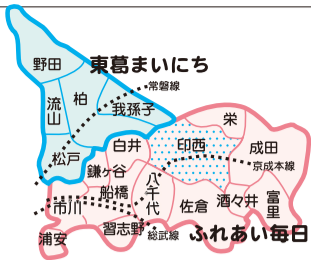 野田
東葛まいにち
常磐線
柏
流山
我孫子
栄
松戸
白井
印西
成田
京成本線
鎌ヶ谷
船橋
八千代
市川
佐倉
酒々井
富里
習志野
総武線
浦安
ふれあい毎日